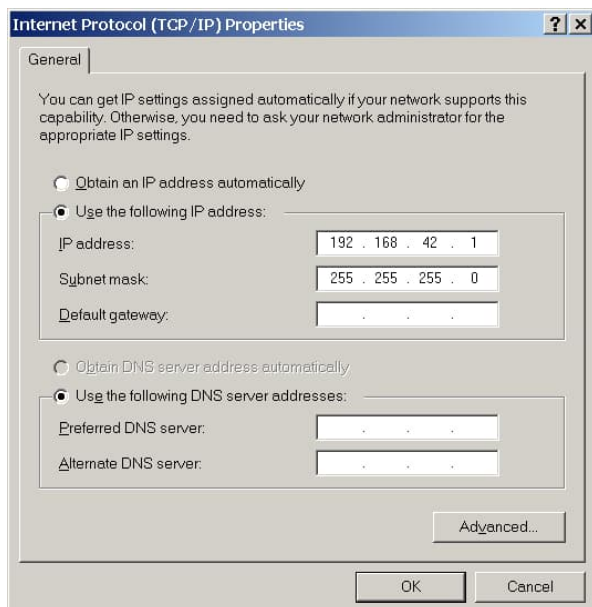 Internet Protocol (TCP/IP) Properties
General
You can get IP settings assigned automatically if your network supports this
capability. Otherwise, you need to ask your network administrator for the
appropriate IP settings.
Obtain an IP address automatically
Use the following IP address:
IP address: 192 . 168 . 42 . 1
Subnet mask: 255 . 255 . 255 . 0
Default gateway: . . .
Obtain DNS server address automatically
Use the following DNS server addresses:
Preferred DNS server: . . .
Alternate DNS server: . . .
Advanced...
OK Cancel